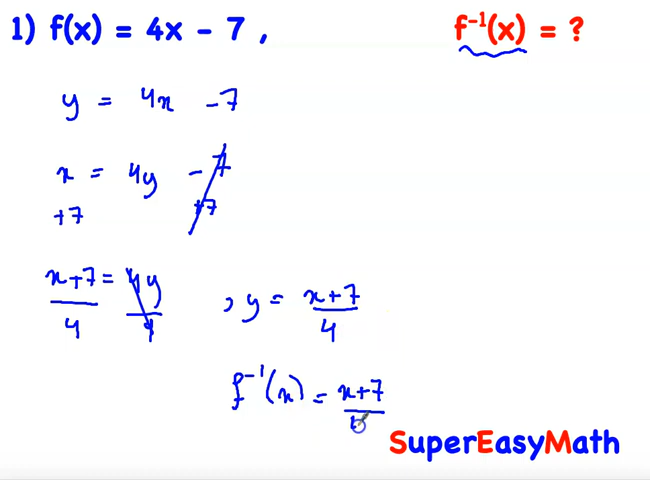 1) f(x) = 4x - 7 , f⁻¹(x) = ?
y = 4x -7
x = 4y -7
+7 +7
x+7 = 4y , y = x+7
4 4 4
f⁻¹(x) = x+7
SuperEasyMath